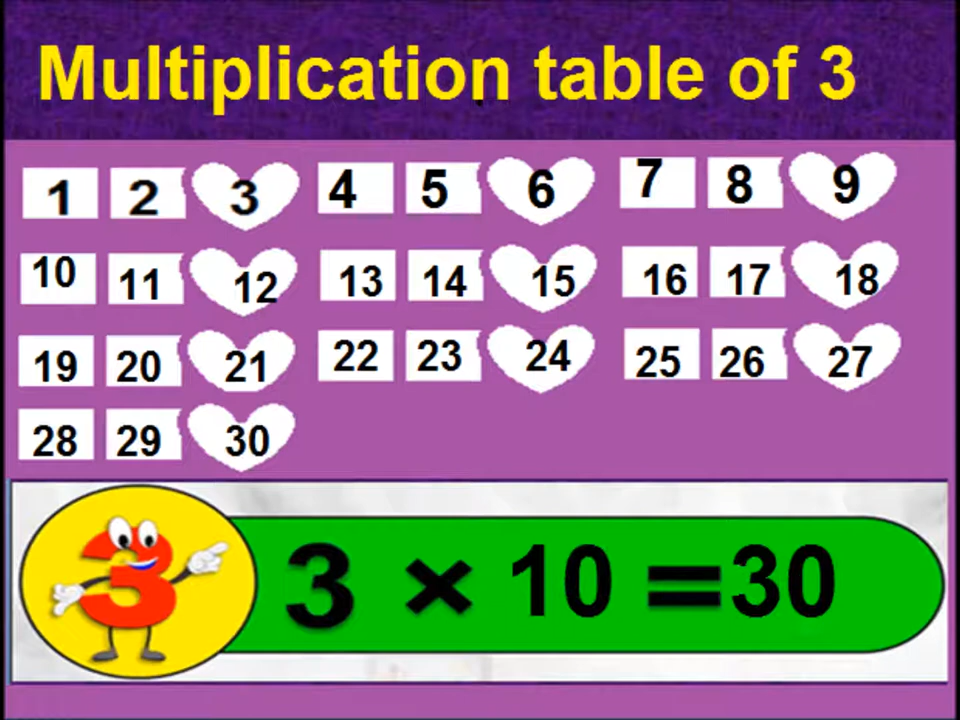 Multiplication table of 3
1 2 3 4 5 6 7 8 9
10 11 12 13 14 15 16 17 18
19 20 21 22 23 24 25 26 27
28 29 30
3 3 × 10 =30